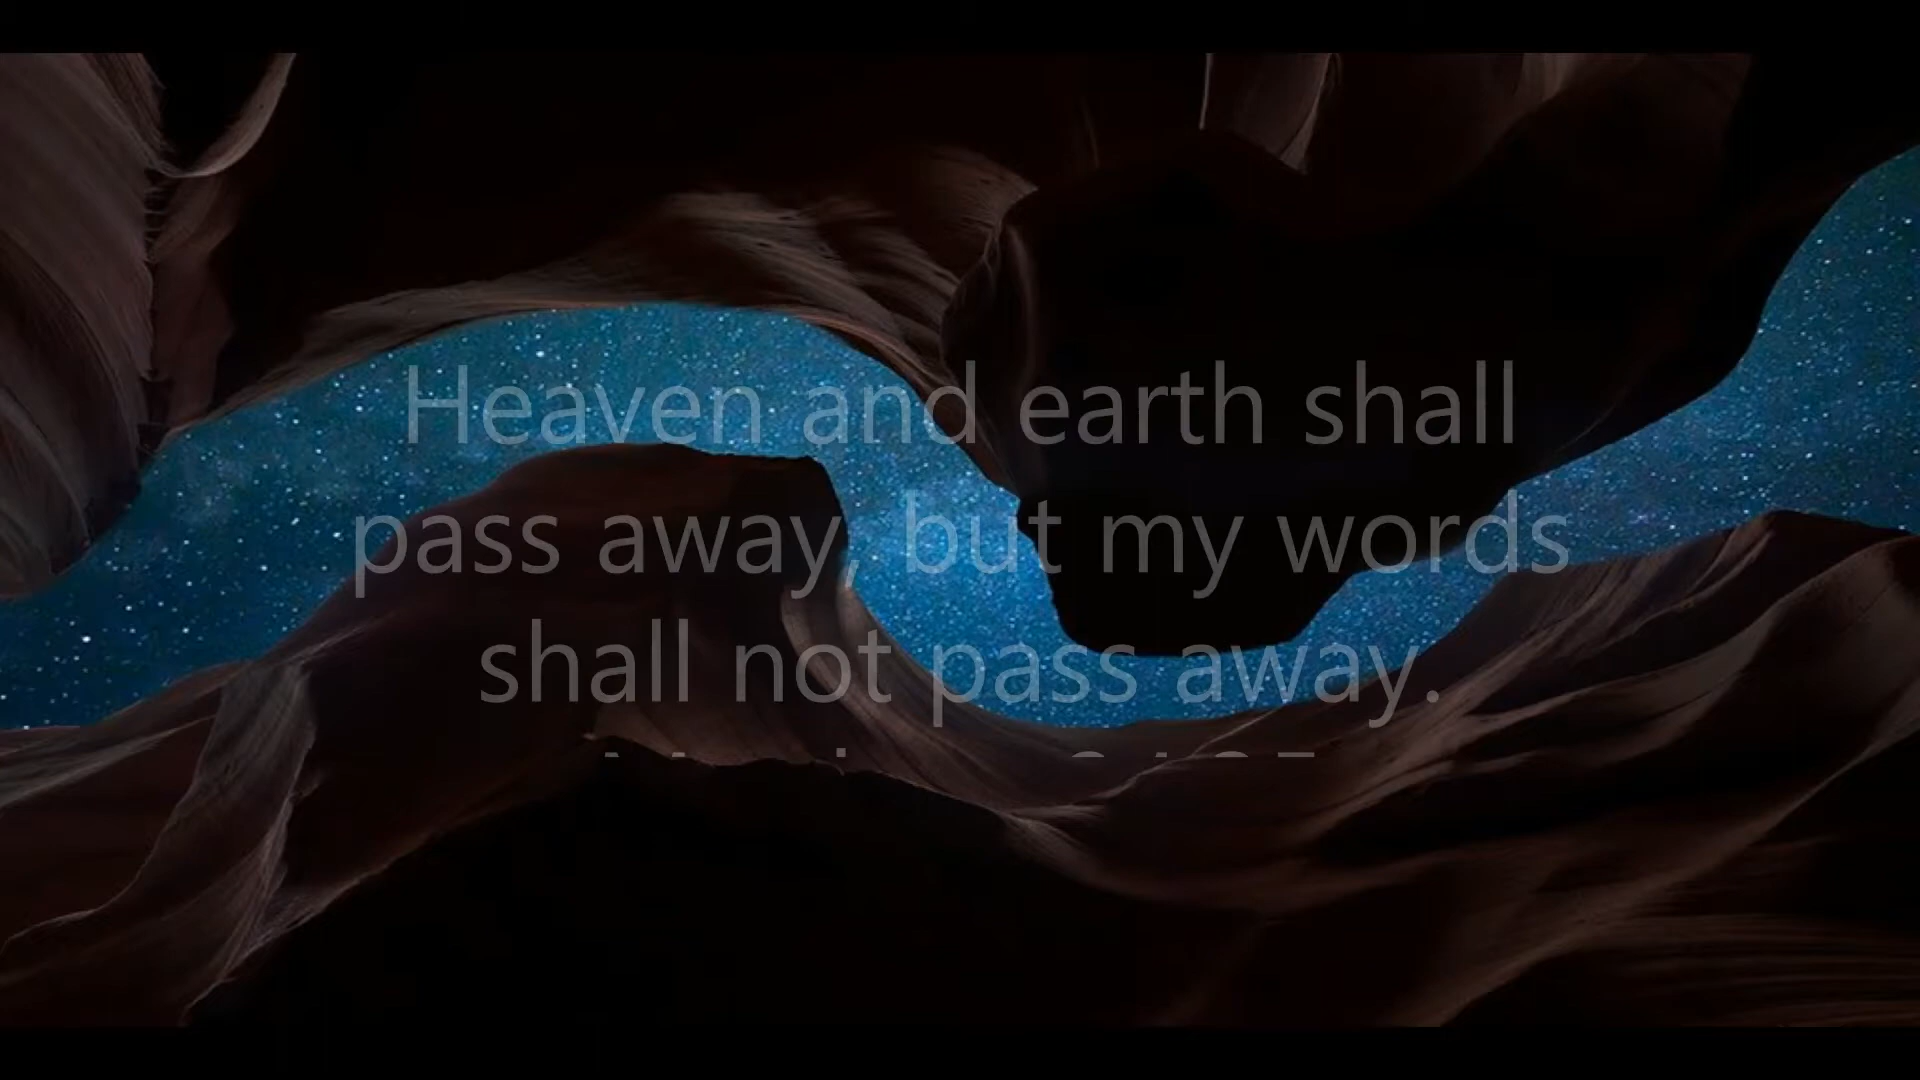 Heaven and earth shall
pass away, but my words
shall not pass away.